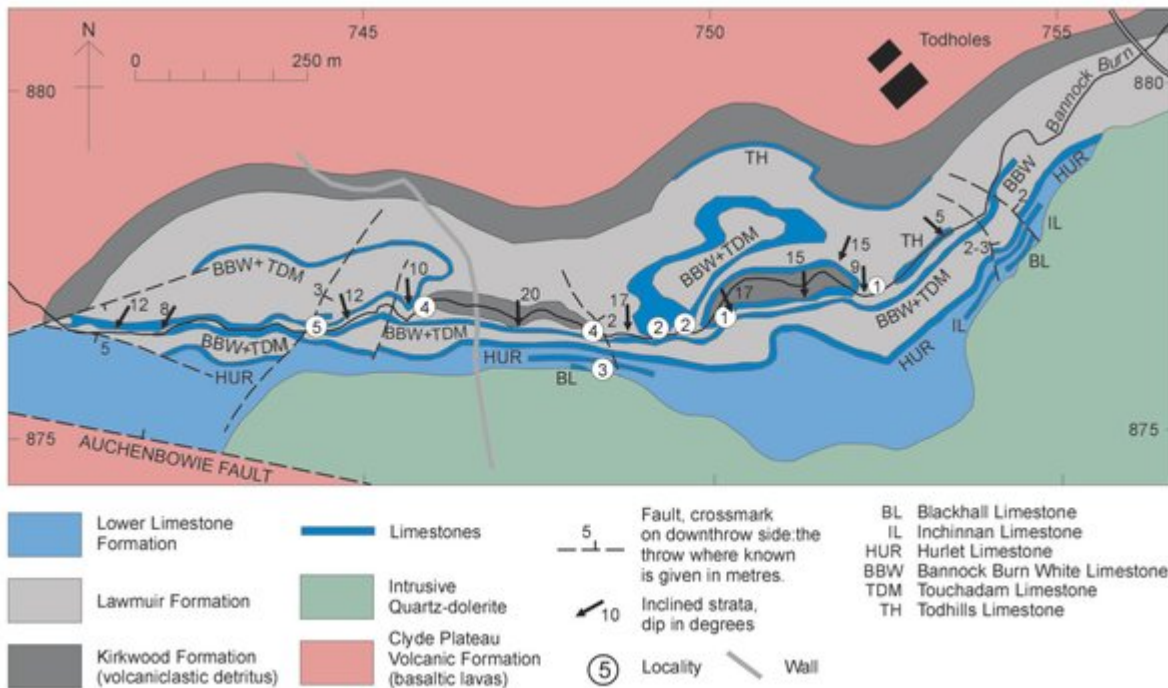 745
750
755
N
Todholes
0 250 m
Bannock Burn
880
880
TH
BBW
HUR
2
IL
5
TH
2-3
BL
BBW+TDM
BBW+TDM
15
15
10
9
1
BBW+TDM
3
12
20
17
17
12
8
4
2
2
2
1
IL
5
4
BBW+TDM
BBW+TDM
HUR
5
HUR
HUR
BL
3
875
875
AUCHENBOWIE FAULT
Lower Limestone
Formation
Lawmuir Formation
Kirkwood Formation
(volcaniclastic detritus)
Limestones
Intrusive
Quartz-dolerite
Clyde Plateau
Volcanic Formation
(basaltic lavas)
5
Fault, crossmark
on downthrow side:the
throw where known
is given in metres.
10
Inclined strata,
dip in degrees
5 Locality
Wall
BL Blackhall Limestone
IL Inchinnan Limestone
HUR Hurlet Limestone
BBW Bannock Burn White Limestone
TDM Touchadam Limestone
TH Todhills Limestone